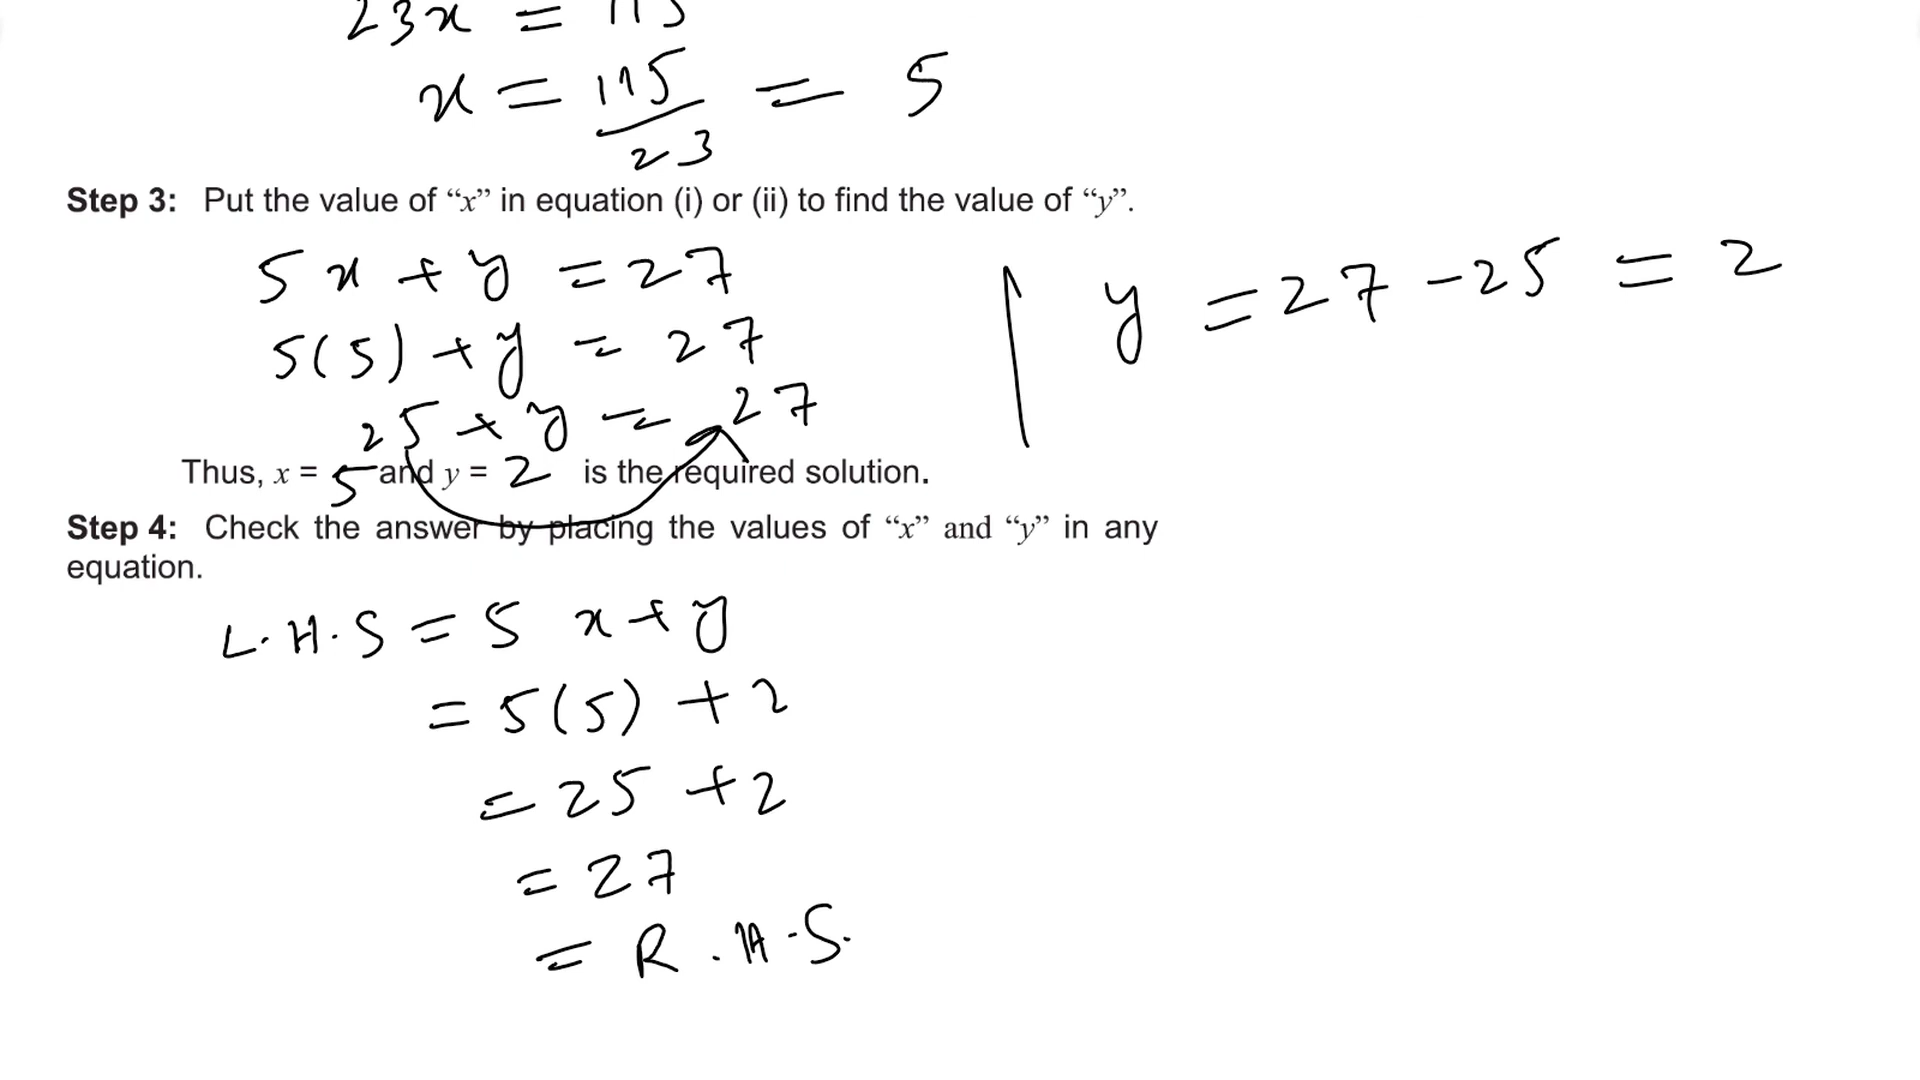 23x = 115
x = 115/23 = 5
Step 3: Put the value of “x” in equation (i) or (ii) to find the value of “y”.
5x + y = 27
5(5) + y = 27
25 + y = 27
y = 27 - 25 = 2
Thus, x = 5 and y = 2 is the required solution.
Step 4: Check the answer by placing the values of “x” and “y” in any
equation.
L.H.S = 5x + y
= 5(5) + 2
= 25 + 2
= 27
= R.H.S.